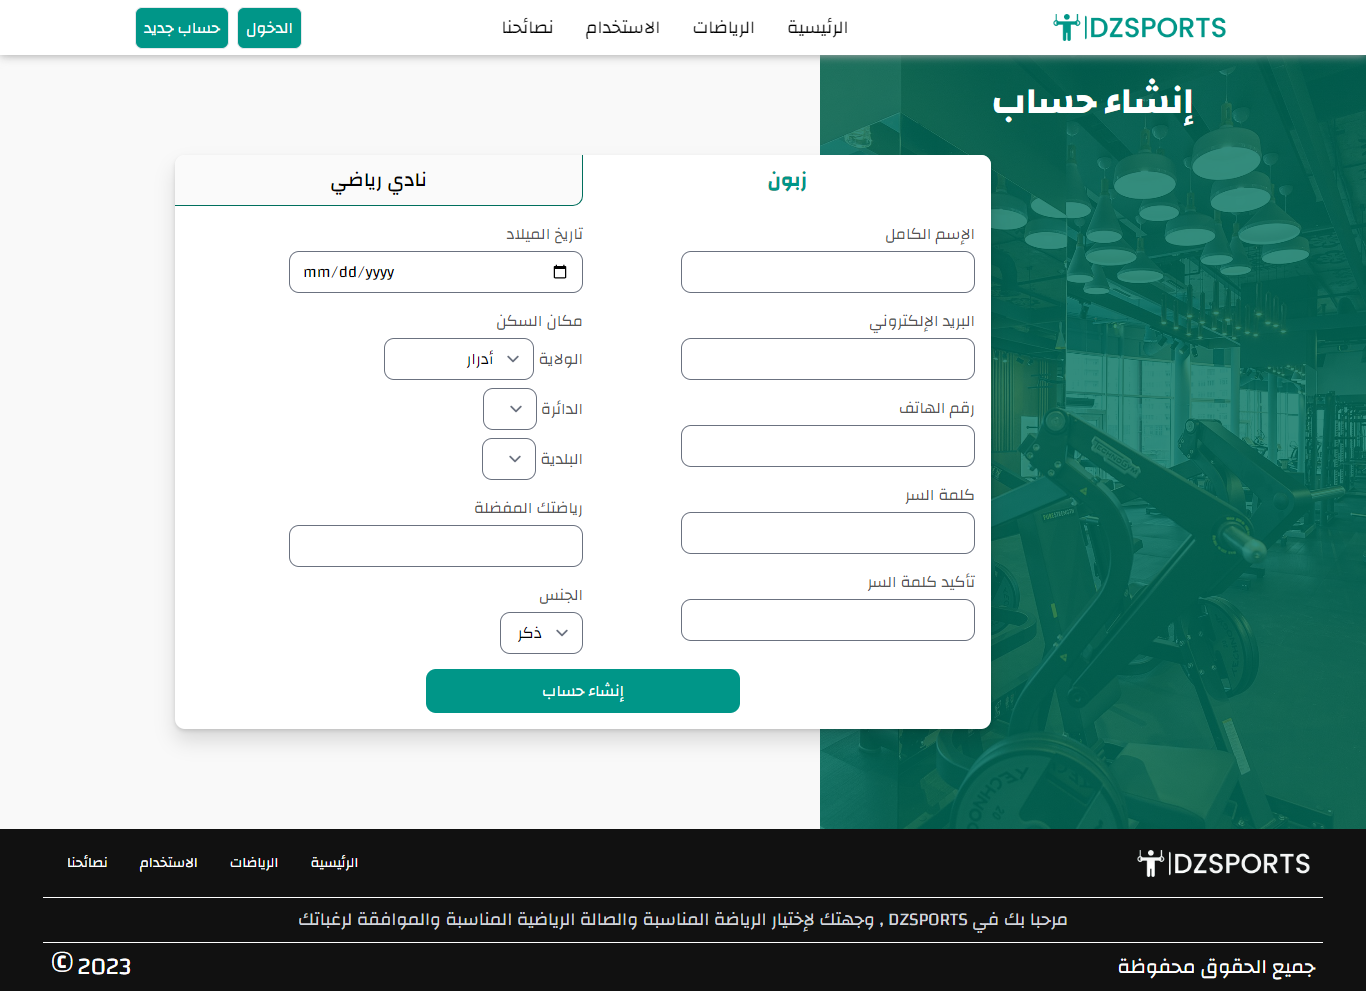 DZSPORTS
الرئيسية
الرياضات
الاستخدام
نصائحنا
الدخول
حساب جديد
إنشاء حساب
زبون
نادي رياضي
الإسم الكامل
البريد الإلكتروني
رقم الهاتف
كلمة السر
تأكيد كلمة السر
تاريخ الميلاد
mm/dd/yyyy
مكان السكن
الولاية أدرار
الدائرة
البلدية
رياضتك المفضلة
الجنس
ذكر
إنشاء حساب
DZSPORTS
الرئيسية
الرياضات
الاستخدام
نصائحنا
مرحبا بك في DZSPORTS , وجهتك لإختيار الرياضة المناسبة والصالة الرياضية المناسبة والموافقة لرغباتك
جميع الحقوق محفوظة
© 2023